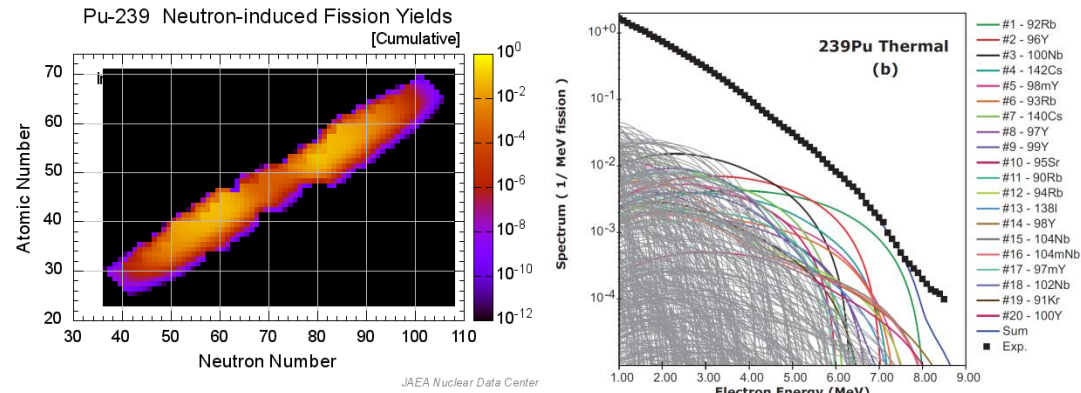 Pu-239 Neutron-induced Fission Yields
[Cumulative]
Atomic Number
70
60
50
40
30
20
30 40 50 60 70 80 90 100 110
Neutron Number
10^0
10^-2
10^-4
10^-6
10^-8
10^-10
10^-12
JAEA Nuclear Data Center
Spectrum ( 1/ MeV fission)
10^+0
10^-1
10^-2
10^-3
10^-4
239Pu Thermal
(b)
1.00 2.00 3.00 4.00 5.00 6.00 7.00 8.00 9.00
Electron Energy (MeV)
#1 - 92Rb
#2 - 96Y
#3 - 100Nb
#4 - 142Cs
#5 - 98mY
#6 - 93Rb
#7 - 140Cs
#8 - 97Y
#9 - 99Y
#10 - 95Sr
#11 - 90Rb
#12 - 94Rb
#13 - 138I
#14 - 98Y
#15 - 104Nb
#16 - 104mNb
#17 - 97mY
#18 - 102Nb
#19 - 91Kr
#20 - 100Y
Sum
Exp.